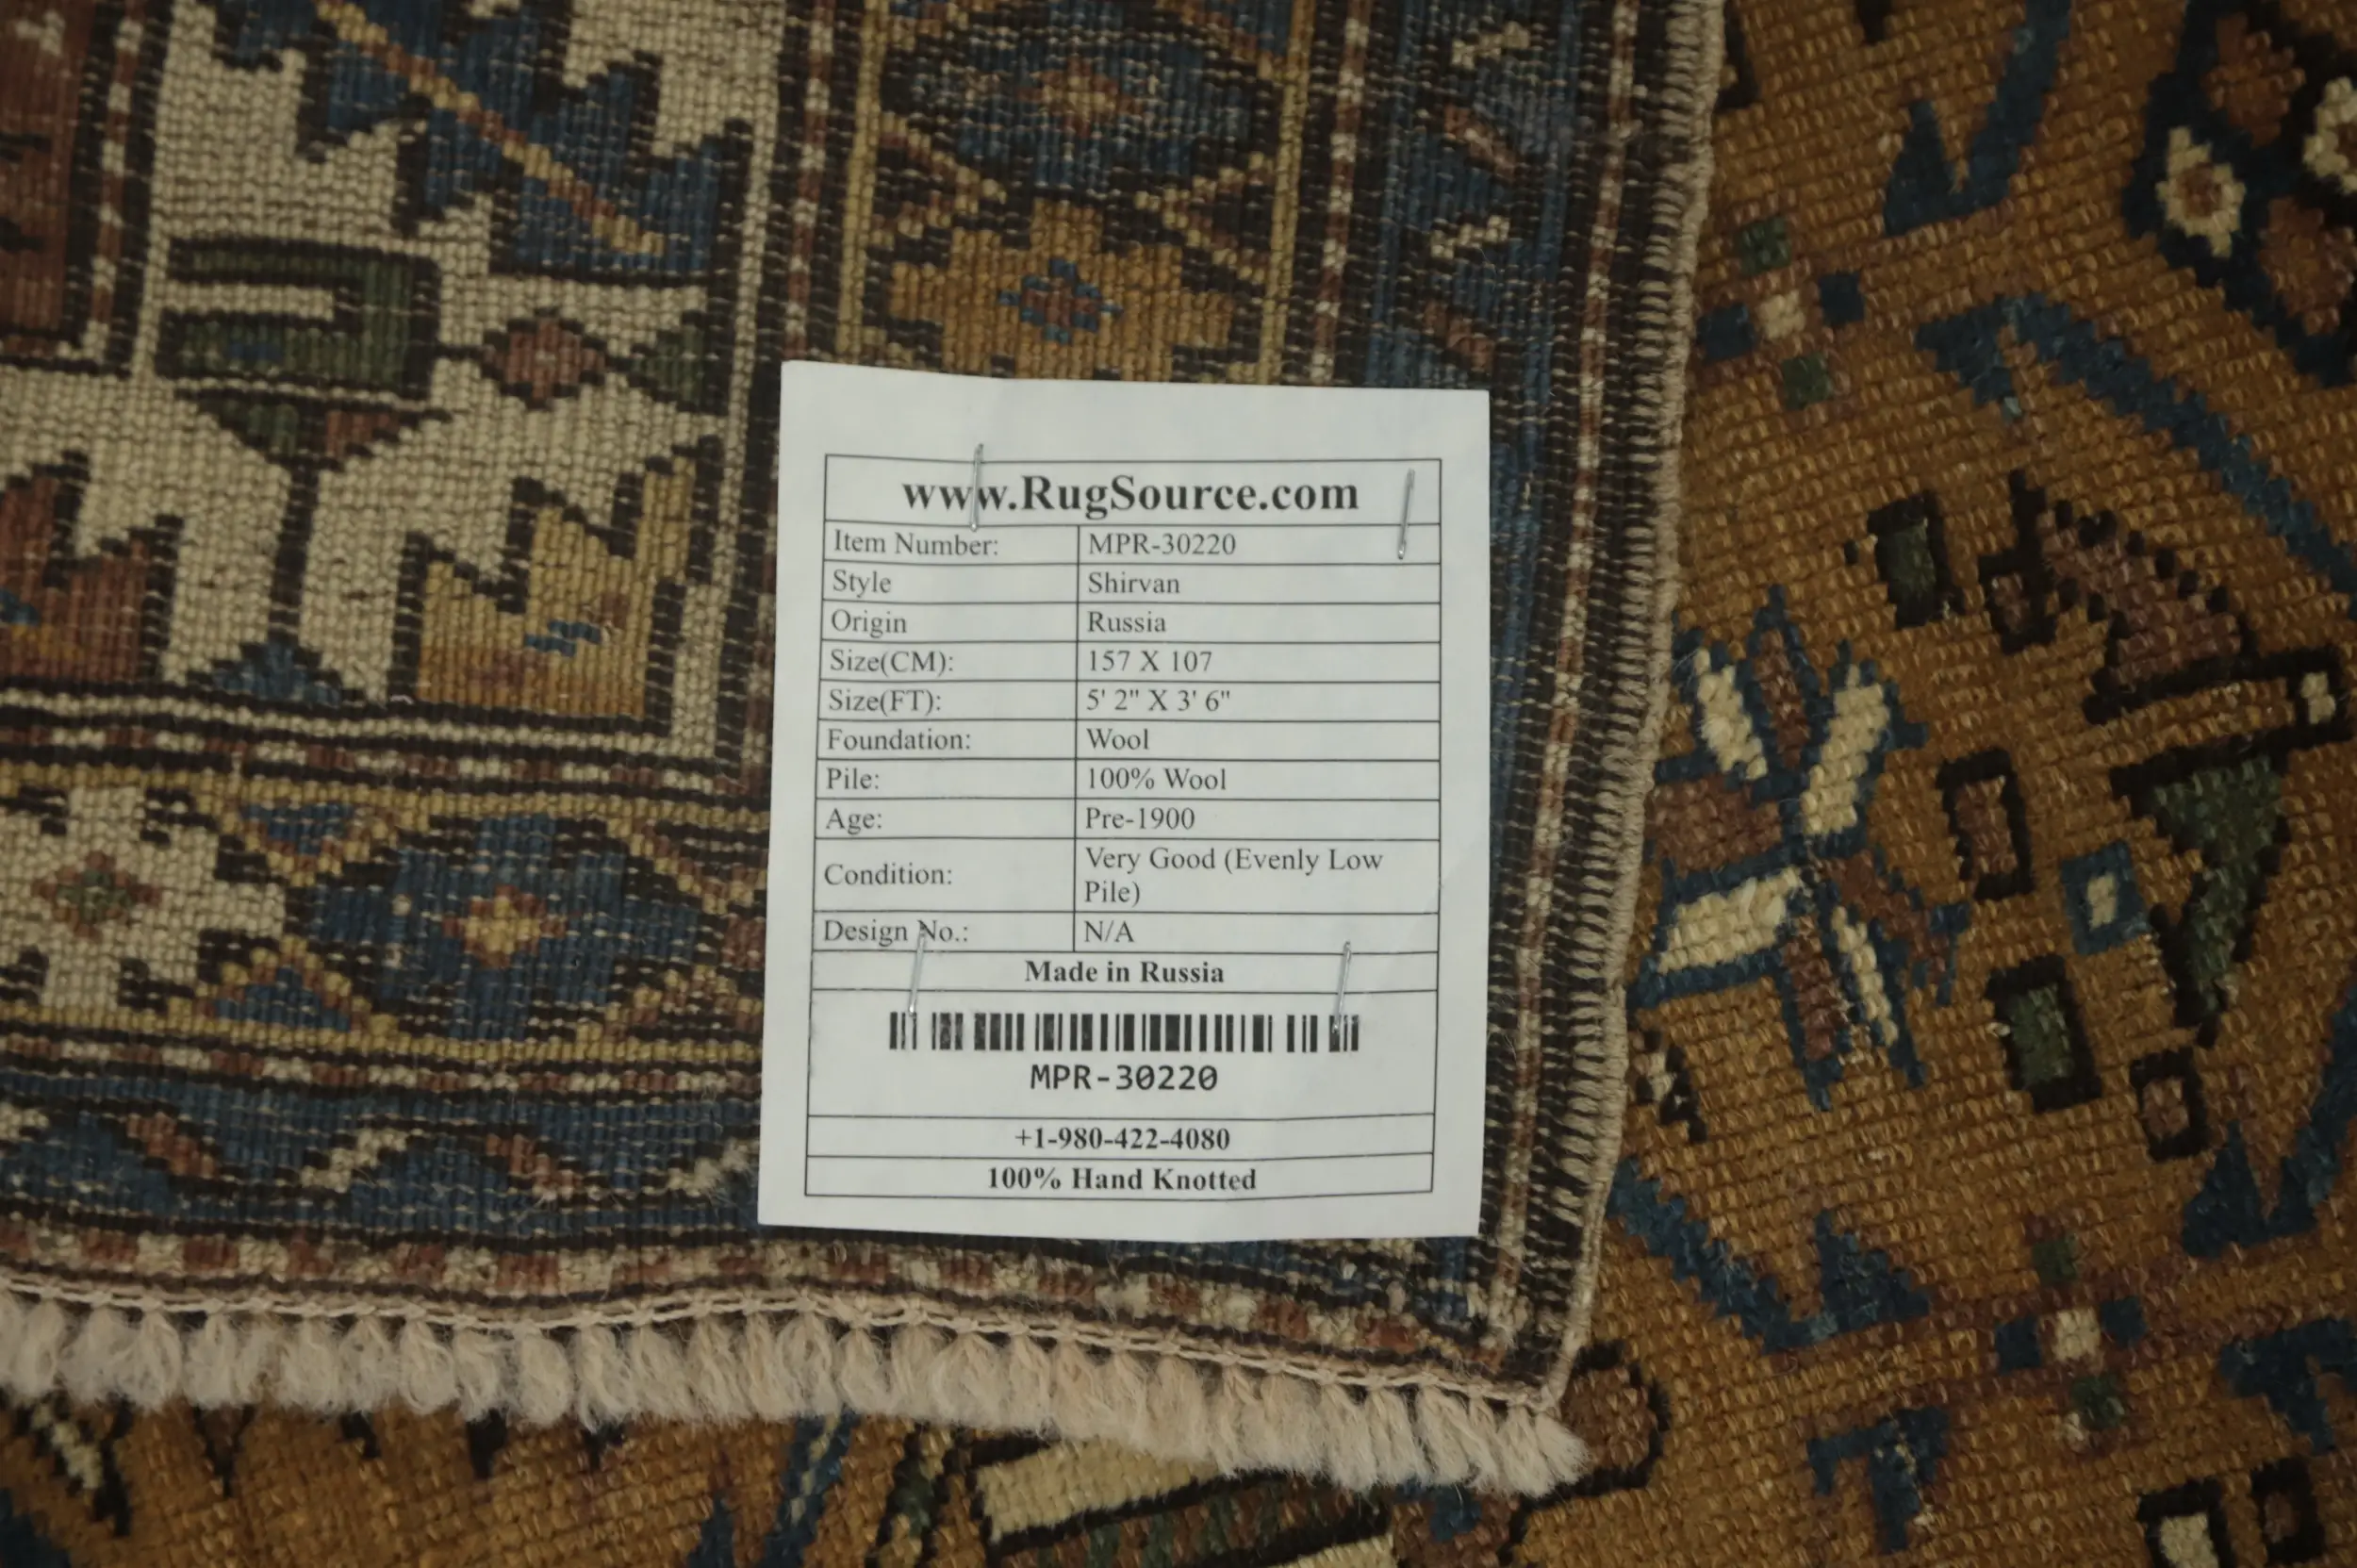 www.RugSource.com
Item Number: MPR-30220
Style Shirvan
Origin Russia
Size(CM): 157 X 107
Size(FT): 5' 2" X 3' 6"
Foundation: Wool
Pile: 100% Wool
Age: Pre-1900
Condition: Very Good (Evenly Low
Pile)
Design No.: N/A
Made in Russia
MPR-30220
+1-980-422-4080
100% Hand Knotted